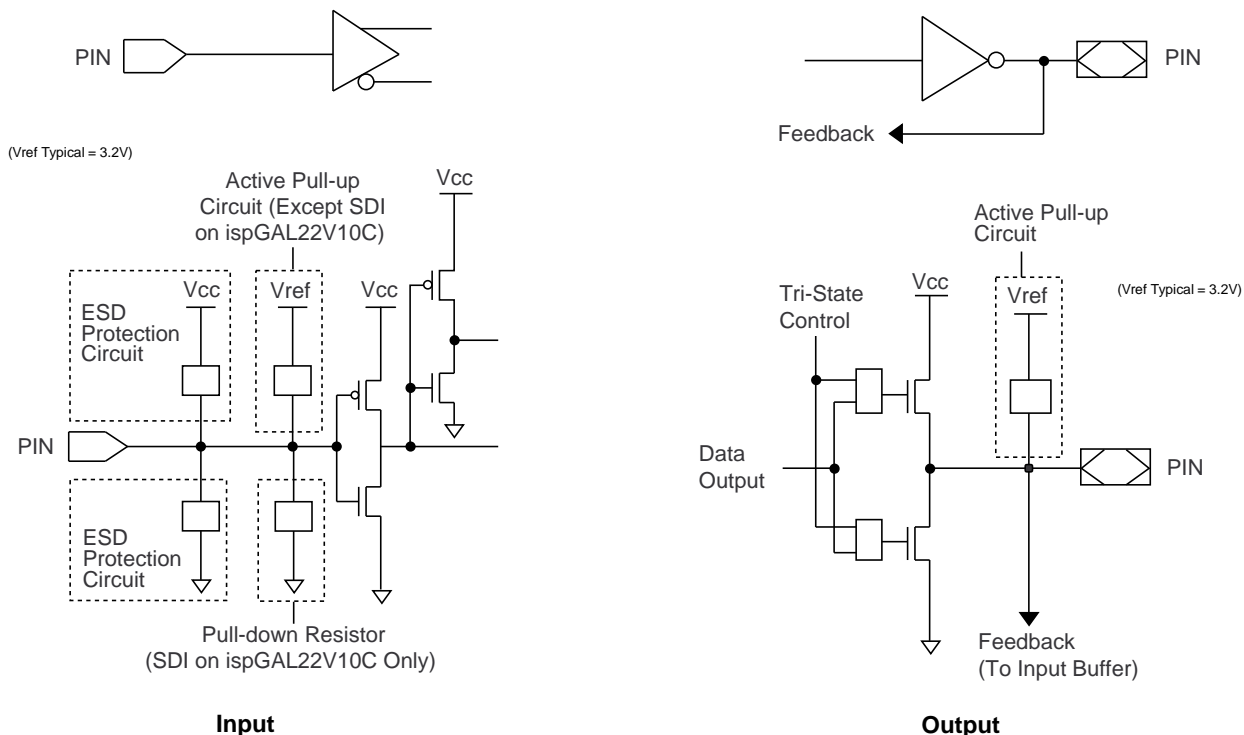 PIN
PIN
Feedback
(Vref Typical = 3.2V)
Active Pull-up
Circuit (Except SDI
on ispGAL22V10C)
Vcc
Vcc
Vref
Vcc
ESD
Protection
Circuit
PIN
ESD
Protection
Circuit
Pull-down Resistor
(SDI on ispGAL22V10C Only)
Input
Active Pull-up
Circuit
Vcc
Vref
(Vref Typical = 3.2V)
Tri-State
Control
Data
Output
PIN
Feedback
(To Input Buffer)
Output